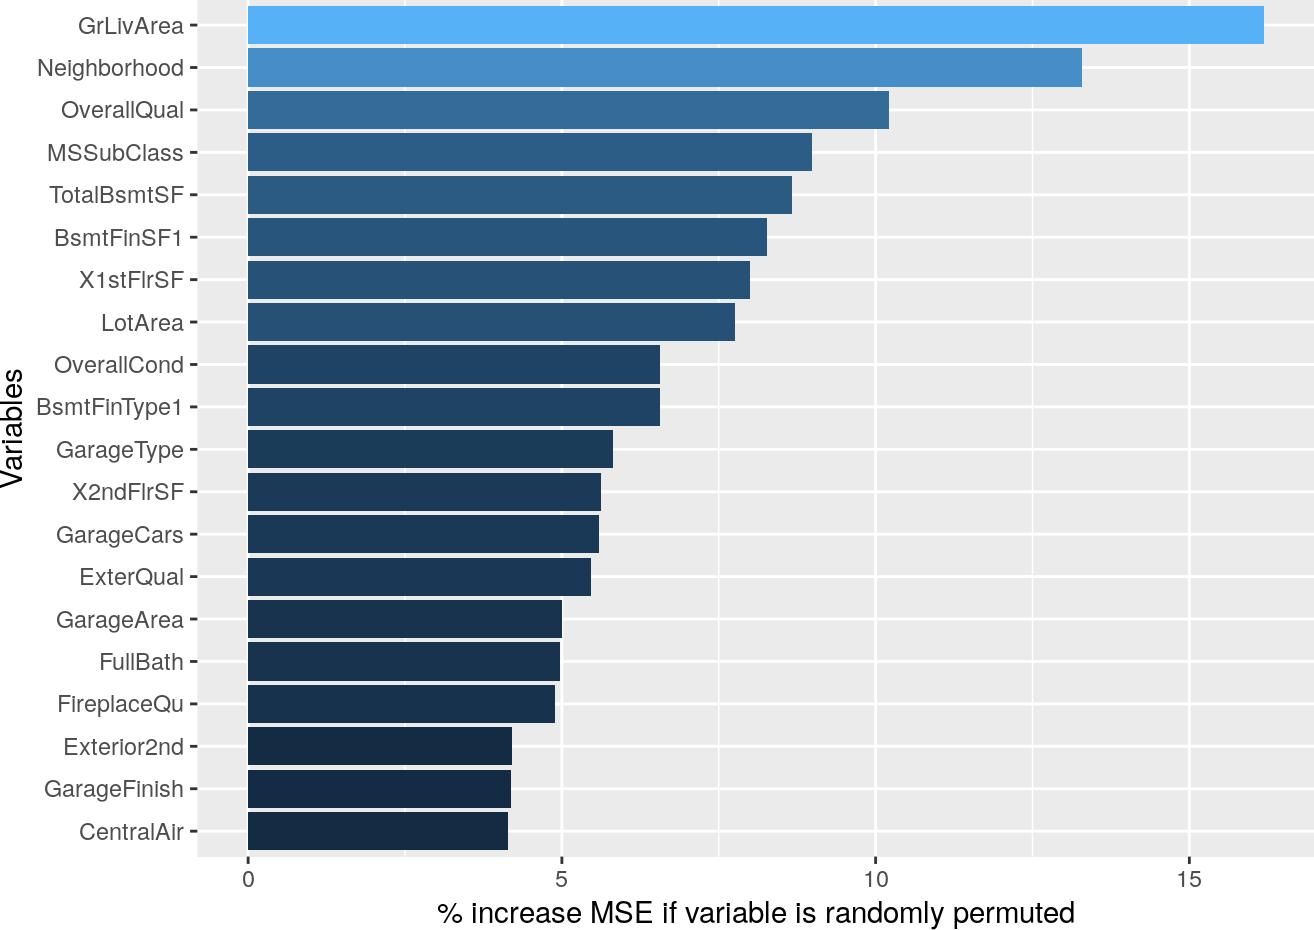 GrLivArea
Neighborhood
OverallQual
MSSubClass
TotalBsmtSF
BsmtFinSF1
X1stFlrSF
LotArea
OverallCond
BsmtFinType1
GarageType
X2ndFlrSF
GarageCars
ExterQual
GarageArea
FullBath
FireplaceQu
Exterior2nd
GarageFinish
CentralAir
Variables
0 5 10 15
% increase MSE if variable is randomly permuted